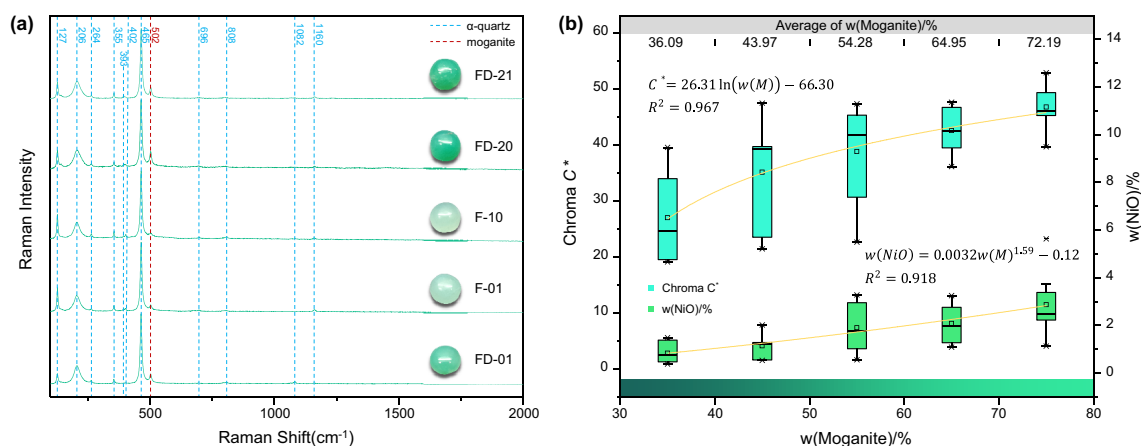 (a)
127
206
264
355
393
402
465
502
696
808
1082
1160
α-quartz
moganite
FD-21
FD-20
F-10
F-01
FD-01
Raman Intensity
500
1000
1500
2000
Raman Shift(cm⁻¹)
(b)
Average of w(Moganite)/%
36.09 43.97 54.28 64.95 72.19
C* = 26.31 ln(w(M)) − 66.30
R² = 0.967
w(NiO) = 0.0032w(M)^1.59 − 0.12
R² = 0.918
Chroma C*
w(NiO)/%
Chroma C*
60
50
40
30
20
10
0
w(NiO)/%
14
12
10
8
6
4
2
0
30 40 50 60 70 80
w(Moganite)/%